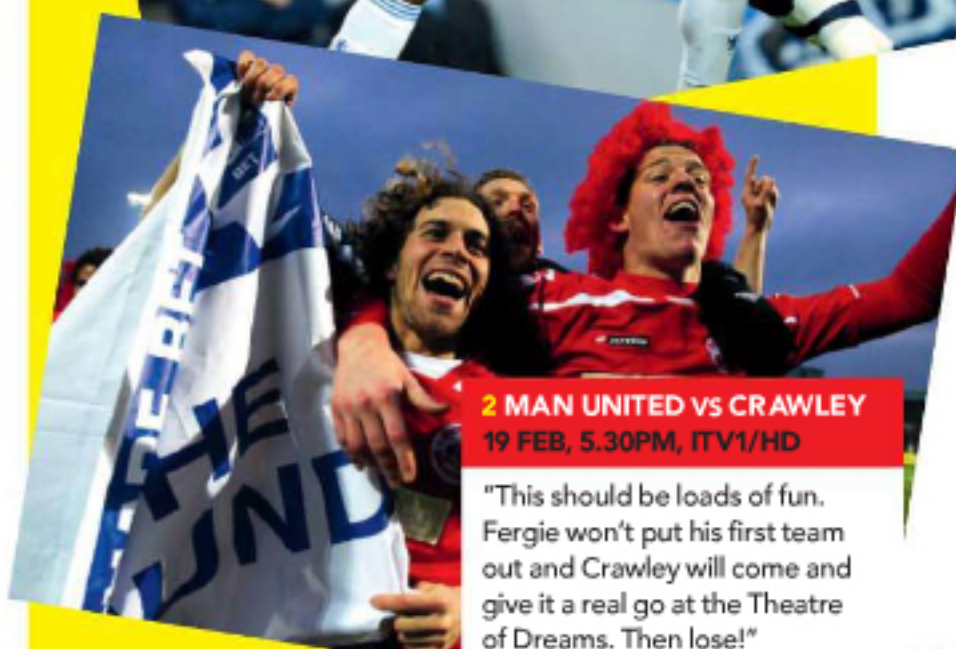 THE
UND
2 MAN UNITED VS CRAWLEY
19 FEB, 5.30PM, ITV1/HD
"This should be loads of fun.
Fergie won't put his first team
out and Crawley will come and
give it a real go at the Theatre
of Dreams. Then lose!"